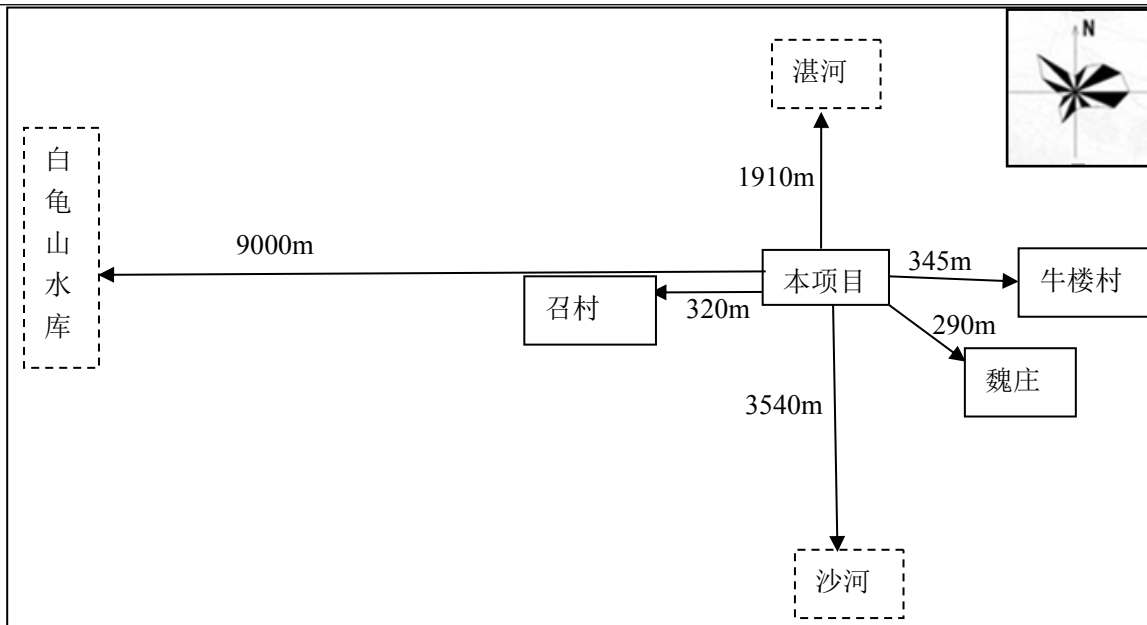 N
湛河
1910m
白龟山水库
9000m
本项目
345m
牛楼村
召村
320m
290m
魏庄
3540m
沙河